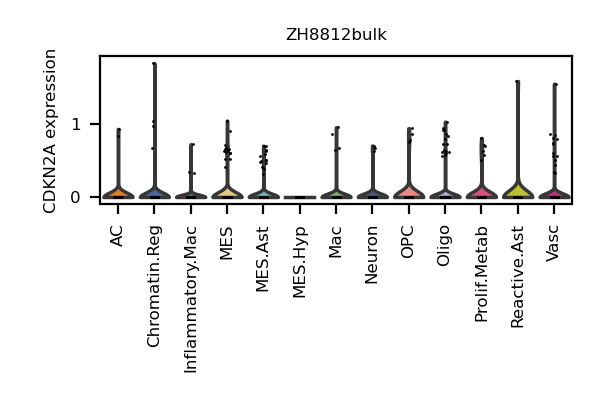 ZH8812bulk
CDKN2A expression
1
0
AC
Chromatin.Reg
Inflammatory.Mac
MES
MES.Ast
MES.Hyp
Mac
Neuron
OPC
Oligo
Prolif.Metab
Reactive.Ast
Vasc